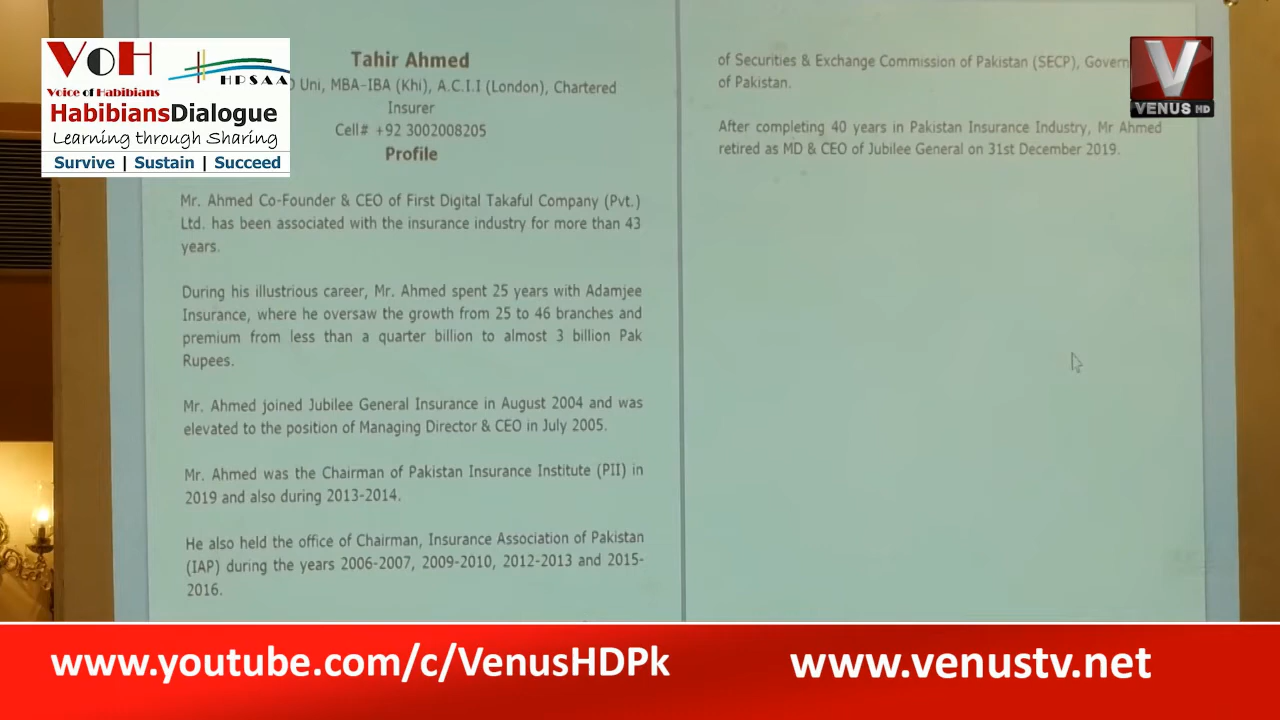 VoH
Voice of Habibians
HPSAA
HabibiansDialogue
Learning through Sharing
Survive | Sustain | Succeed
Tahir Ahmed
Uni, MBA-IBA (Khi), A.C.I.I (London), Chartered
Insurer
Cell# +92 3002008205
Profile
Mr. Ahmed Co-Founder & CEO of First Digital Takaful Company (Pvt.)
Ltd. has been associated with the insurance industry for more than 43
years.
During his illustrious career, Mr. Ahmed spent 25 years with Adamjee
Insurance, where he oversaw the growth from 25 to 46 branches and
premium from less than a quarter billion to almost 3 billion Pak
Rupees.
Mr. Ahmed joined Jubilee General Insurance in August 2004 and was
elevated to the position of Managing Director & CEO in July 2005.
Mr. Ahmed was the Chairman of Pakistan Insurance Institute (PII) in
2019 and also during 2013-2014.
He also held the office of Chairman, Insurance Association of Pakistan
(IAP) during the years 2006-2007, 2009-2010, 2012-2013 and 2015-
2016.
of Securities & Exchange Commission of Pakistan (SECP), Govern
of Pakistan.
After completing 40 years in Pakistan Insurance Industry, Mr Ahmed
retired as MD & CEO of Jubilee General on 31st December 2019.
V
VENUS HD
www.youtube.com/c/VenusHDPk
www.venustv.net